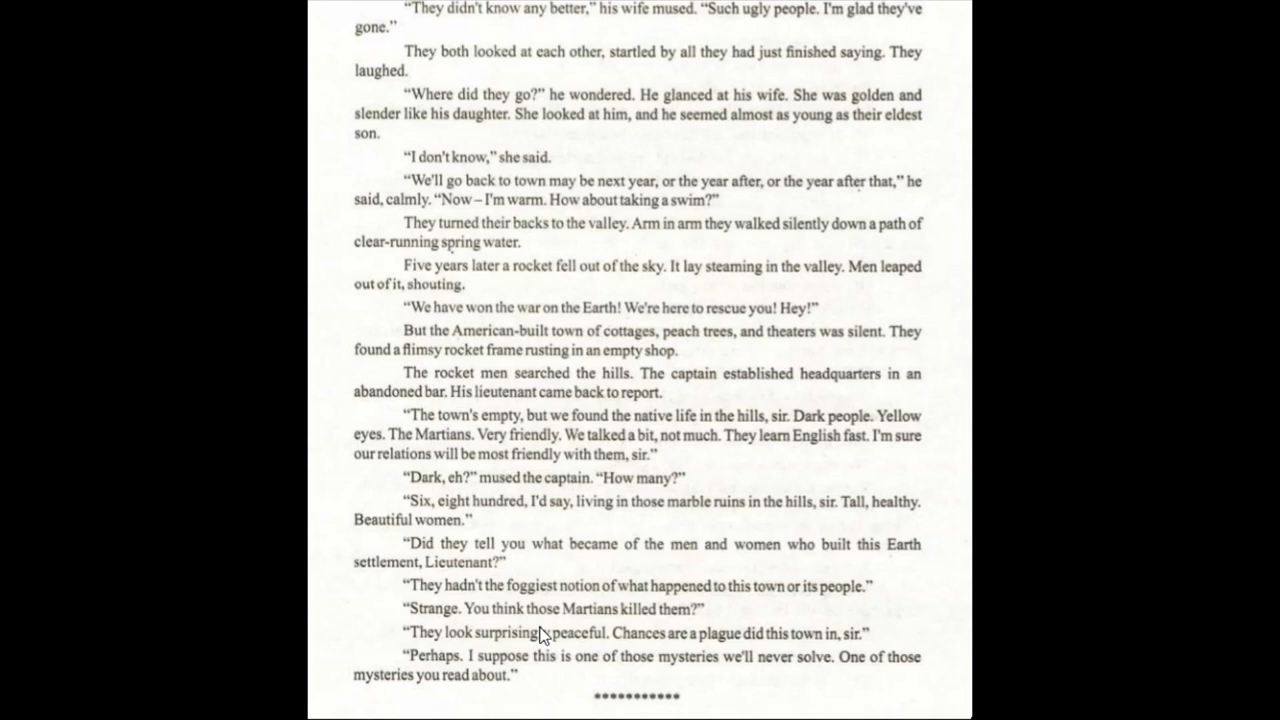 “They didn't know any better,” his wife mused. “Such ugly people. I'm glad they've
gone.”
They both looked at each other, startled by all they had just finished saying. They
laughed.
“Where did they go?” he wondered. He glanced at his wife. She was golden and
slender like his daughter. She looked at him, and he seemed almost as young as their eldest
son.
“I don't know,” she said.
“We'll go back to town may be next year, or the year after, or the year after that,” he
said, calmly. “Now – I'm warm. How about taking a swim?”
They turned their backs to the valley. Arm in arm they walked silently down a path of
clear-running spring water.
Five years later a rocket fell out of the sky. It lay steaming in the valley. Men leaped
out of it, shouting.
“We have won the war on the Earth! We're here to rescue you! Hey!”
But the American-built town of cottages, peach trees, and theaters was silent. They
found a flimsy rocket frame rusting in an empty shop.
The rocket men searched the hills. The captain established headquarters in an
abandoned bar. His lieutenant came back to report.
“The town's empty, but we found the native life in the hills, sir. Dark people. Yellow
eyes. The Martians. Very friendly. We talked a bit, not much. They learn English fast. I'm sure
our relations will be most friendly with them, sir.”
“Dark, eh?” mused the captain. “How many?”
“Six, eight hundred, I'd say, living in those marble ruins in the hills, sir. Tall, healthy.
Beautiful women.”
“Did they tell you what became of the men and women who built this Earth
settlement, Lieutenant?”
“They hadn't the foggiest notion of what happened to this town or its people.”
“Strange. You think those Martians killed them?”
“They look surprisingly peaceful. Chances are a plague did this town in, sir.”
“Perhaps. I suppose this is one of those mysteries we'll never solve. One of those
mysteries you read about.”
***********